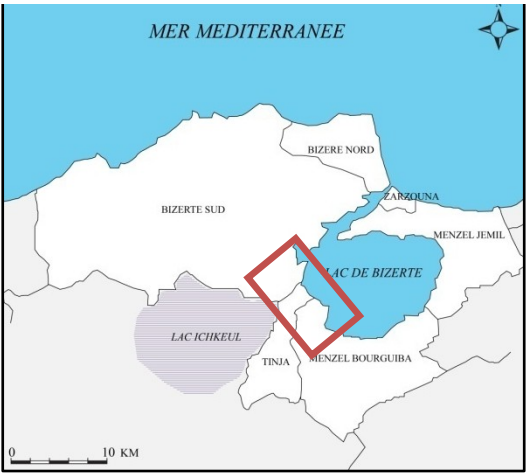 MER MEDITERRANEE
N
BIZERE NORD
ZARZOUNA
BIZERTE SUD
MENZEL JEMIL
LAC DE BIZERTE
LAC ICHKEUL
TINJA
MENZEL BOURGUIBA
0 10 KM